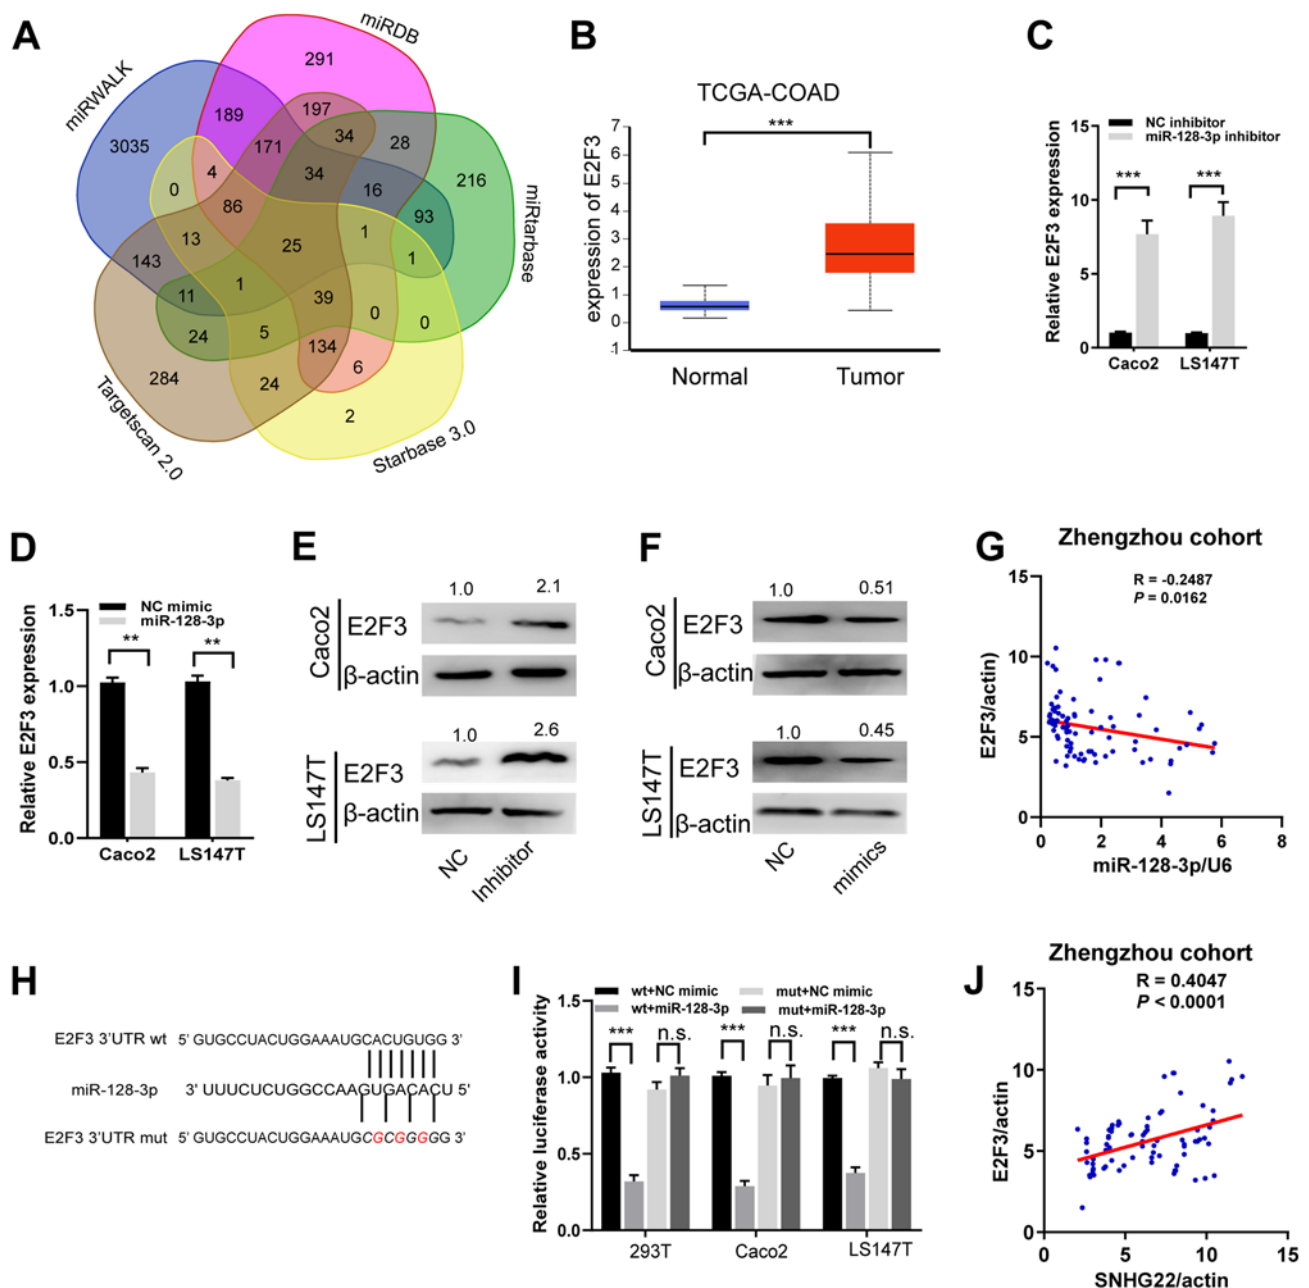 A
miRDB
miRWALK
miRtarbase
Targetscan 2.0
Starbase 3.0
291
189
197
3035
171
34
28
4
34
216
0
16
86
93
13
1
25
143
1
11
1
39
0
0
24
5
134
284
24
6
2
B
TCGA-COAD
***
expression of E2F3
7
6
5
4
3
2
1
0
-1
Normal
Tumor
C
NC inhibitor
miR-128-3p inhibitor
Relative E2F3 expression
15
10
5
0
***
***
Caco2
LS147T
D
NC mimic
miR-128-3p
Relative E2F3 expression
1.5
1.0
0.5
0.0
**
**
Caco2
LS147T
E
1.0
2.1
Caco2
E2F3
β-actin
1.0
2.6
LS147T
E2F3
β-actin
NC
Inhibitor
F
1.0
0.51
Caco2
E2F3
β-actin
1.0
0.45
LS147T
E2F3
β-actin
NC
mimics
G
Zhengzhou cohort
R = -0.2487
P = 0.0162
E2F3/actin)
15
10
5
0
0
2
4
6
8
miR-128-3p/U6
H
E2F3 3'UTR wt 5' GUGCCUACUGGAAAUGCACUGUGG 3'
miR-128-3p 3' UUUCUCUGGCCAAGUGACACU 5'
E2F3 3'UTR mut 5' GUGCCUACUGGAAAUGCGCGGGGG 3'
I
wt+NC mimic
mut+NC mimic
wt+miR-128-3p
mut+miR-128-3p
Relative luciferase activity
1.5
1.0
0.5
0.0
***
n.s.
***
n.s.
***
n.s.
293T
Caco2
LS147T
J
Zhengzhou cohort
R = 0.4047
P < 0.0001
E2F3/actin
15
10
5
0
0
5
10
15
SNHG22/actin